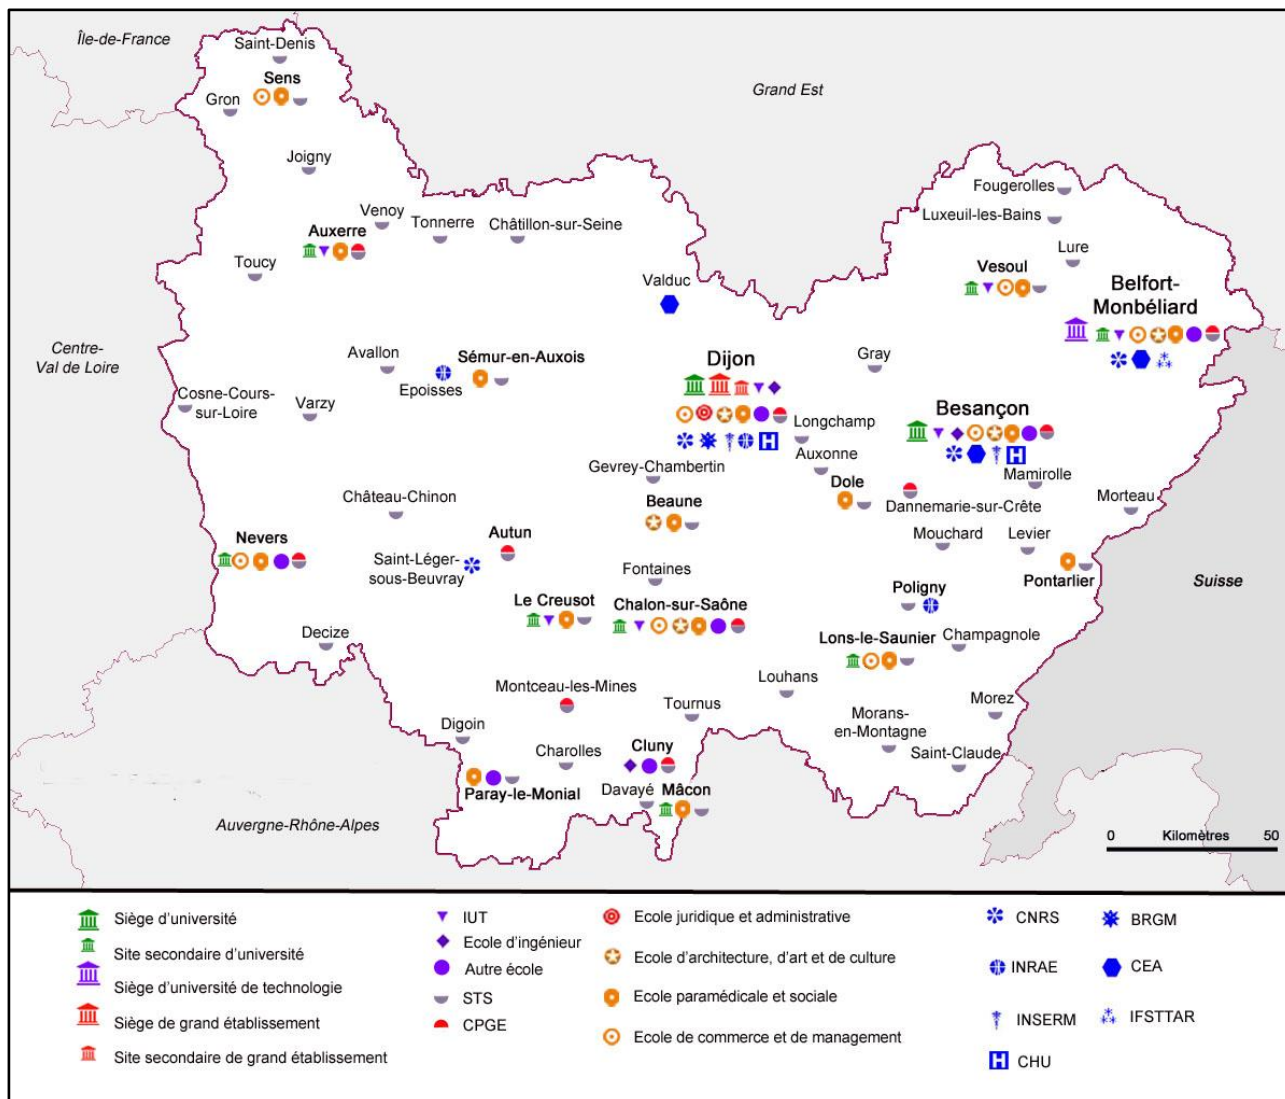 Île-de-France
Saint-Denis
Sens
Gron
Grand Est
Joigny
Fougerolles
Luxeuil-les-Bains
Venoy
Tonnerre
Châtillon-sur-Seine
Auxerre
Lure
Toucy
Vesoul
Valduc
Belfort-
Monbéliard
Centre-
Val de Loire
Avallon
Sémur-en-Auxois
Epoisses
Dijon
Gray
Cosne-Cours-
sur-Loire
Varzy
Besançon
Longchamp
Auxonne
Gevrey-Chambertin
Mamirolle
Dole
Château-Chinon
Beaune
Dannemarie-sur-Crête
Morteau
Nevers
Autun
Mouchard
Levier
Saint-Léger-
sous-Beuvray
Fontaines
Pontarlier
Suisse
Poligny
Le Creusot
Chalon-sur-Saône
Decize
Lons-le-Saunier
Champagnole
Louhans
Montceau-les-Mines
Tournus
Morez
Digoin
Morans-
en-Montagne
Charolles
Cluny
Saint-Claude
Paray-le-Monial
Davayé
Mâcon
Auvergne-Rhône-Alpes
0 Kilomètres 50
Siège d'université
Site secondaire d'université
Siège d'université de technologie
Siège de grand établissement
Site secondaire de grand établissement
IUT
Ecole d'ingénieur
Autre école
STS
CPGE
Ecole juridique et administrative
Ecole d'architecture, d'art et de culture
Ecole paramédicale et sociale
Ecole de commerce et de management
CNRS
INRAE
INSERM
CHU
BRGM
CEA
IFSTTAR